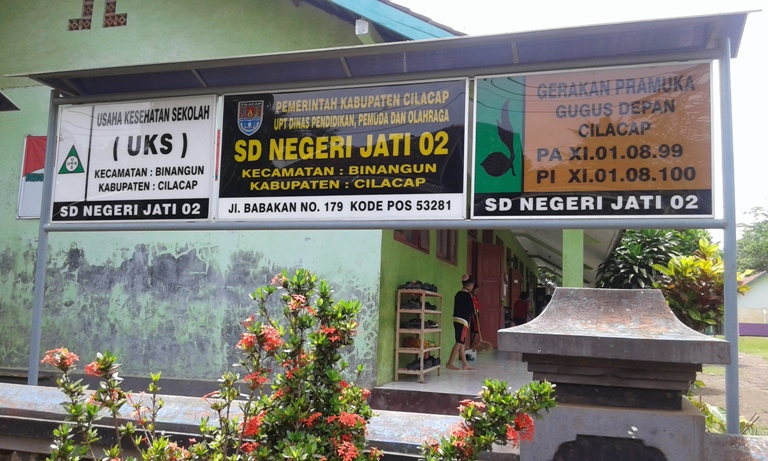 USAHA KESEHATAN SEKOLAH
( UKS )
KECAMATAN : BINANGUN
KABUPATEN : CILACAP
SD NEGERI JATI 02
CILACAP
PEMERINTAH KABUPATEN CILACAP
UPT DINAS PENDIDIKAN, PEMUDA DAN OLAHRAGA
SD NEGERI JATI 02
KECAMATAN : BINANGUN
KABUPATEN : CILACAP
Jl. BABAKAN NO. 179 KODE POS 53281
GERAKAN PRAMUKA
GUGUS DEPAN
CILACAP
PA XI.01.08.99
PI XI.01.08.100
SD NEGERI JATI 02